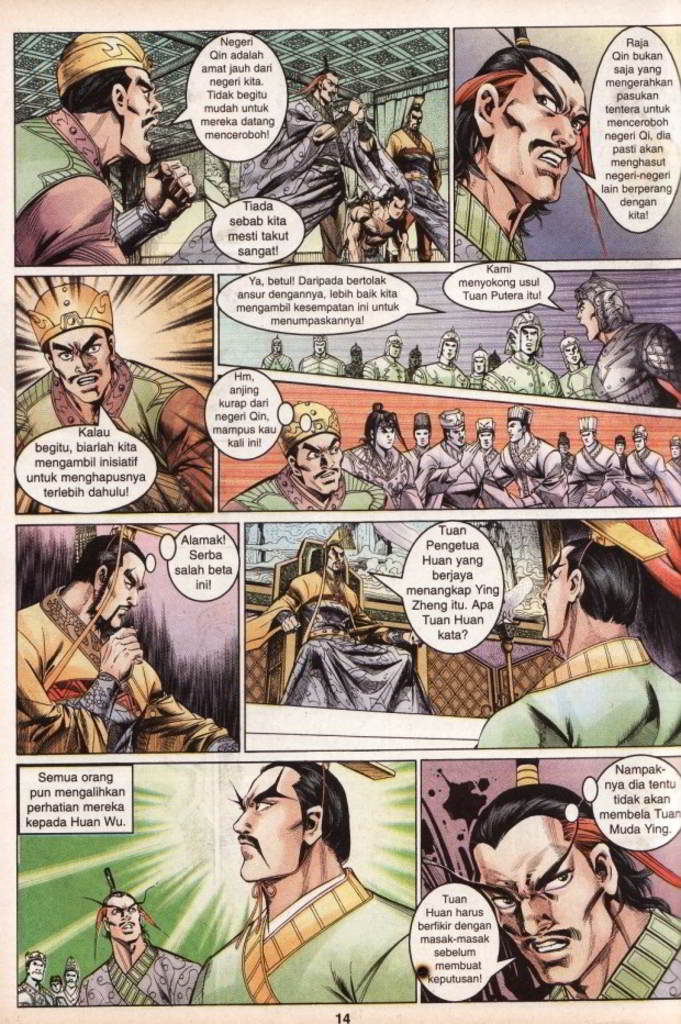 Negeri
Qin adalah
amat jauh dari
negeri kita.
Tidak begitu
mudah untuk
mereka datang
menceroboh!
Tiada
sebab kita
mesti takut
sangat!
Raja
Qin bukan
saja yang
mengerahkan
pasukan
tentera untuk
menceroboh
negeri Qi, dia
pasti akan
menghasut
negeri-negeri
lain berperang
dengan
kita!
Kalau
begitu, biarlah kita
mengambil inisiatif
untuk menghapusnya
terlebih dahulu!
Ya, betul! Daripada bertolak
ansur dengannya, lebih baik kita
mengambil kesempatan ini untuk
menumpaskannya!
Kami
menyokong usul
Tuan Putera itu!
Hm,
anjing
kurap dari
negeri Qin,
mampus kau
kali ini!
Alamak!
Serba
salah beta
ini!
Tuan
Pengetua
Huan yang
berjaya
menangkap Ying
Zheng itu. Apa
Tuan Huan
kata?
Semua orang
pun mengalihkan
perhatian mereka
kepada Huan Wu.
Nampak-
nya dia tentu
tidak akan
membela Tuan
Muda Ying.
Tuan
Huan harus
berfikir dengan
masak-masak
sebelum
membuat
keputusan!
14